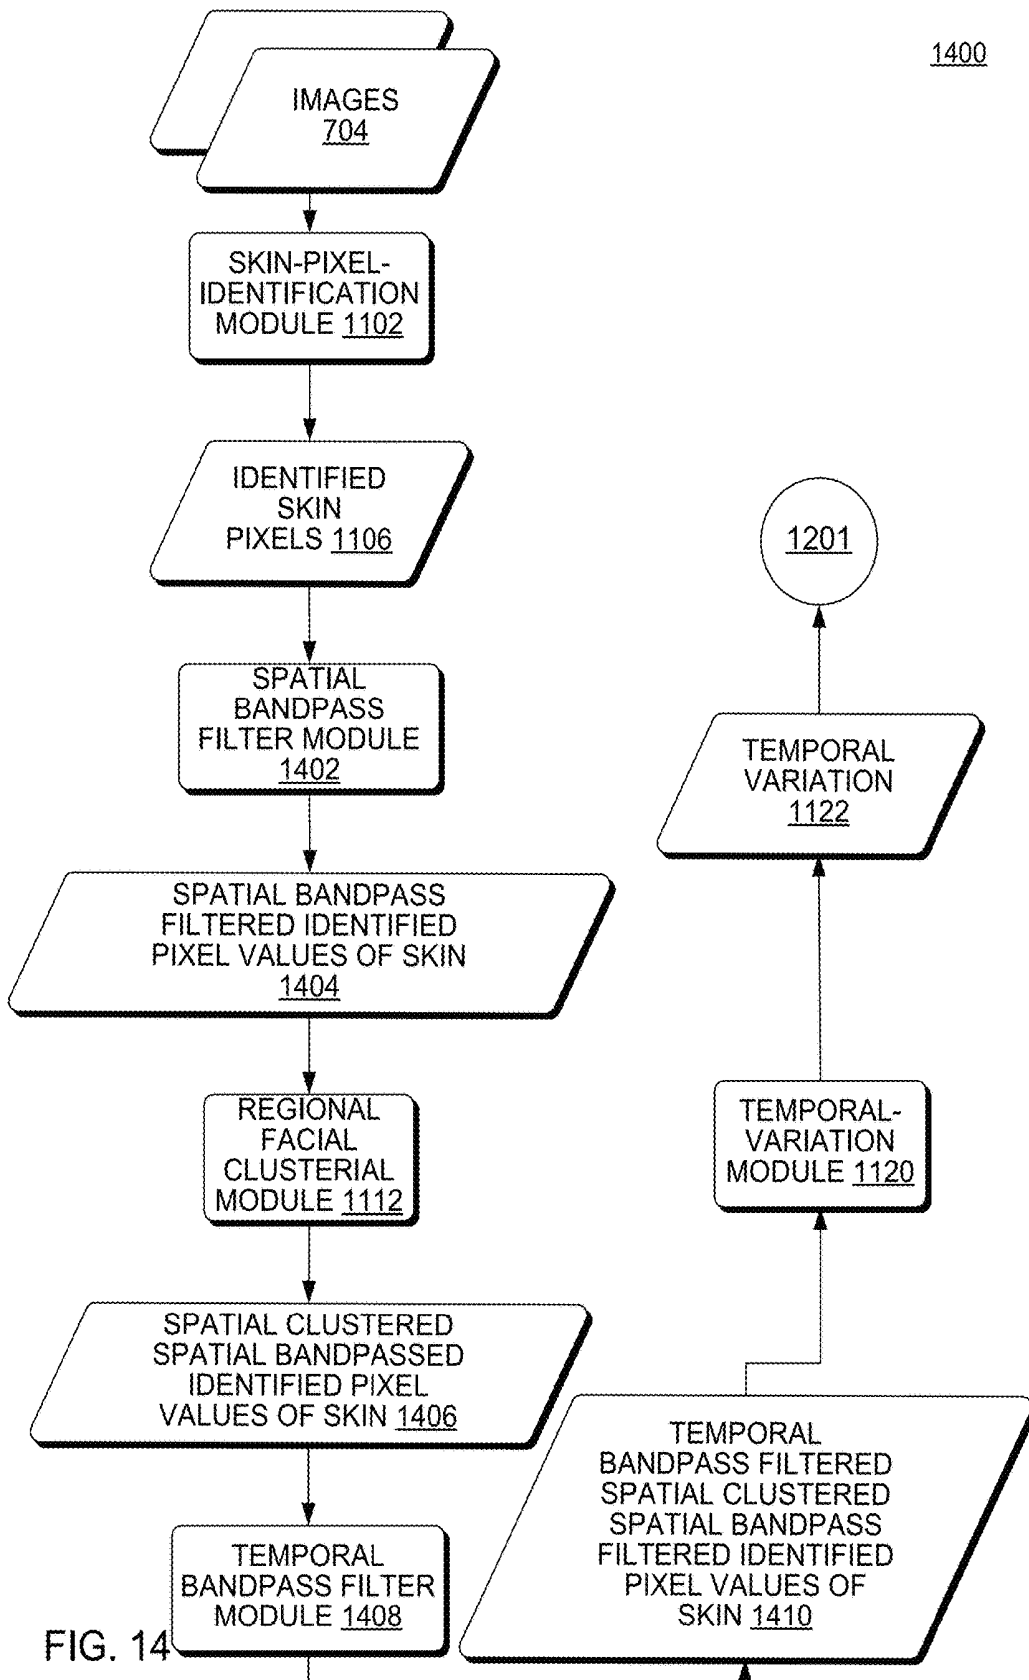 1400
IMAGES
704
SKIN-PIXEL-
IDENTIFICATION
MODULE 1102
IDENTIFIED
SKIN
PIXELS 1106
SPATIAL
BANDPASS
FILTER MODULE
1402
SPATIAL BANDPASS
FILTERED IDENTIFIED
PIXEL VALUES OF SKIN
1404
REGIONAL
FACIAL
CLUSTERIAL
MODULE 1112
SPATIAL CLUSTERED
SPATIAL BANDPASSED
IDENTIFIED PIXEL
VALUES OF SKIN 1406
TEMPORAL
BANDPASS FILTER
MODULE 1408
TEMPORAL
BANDPASS FILTERED
SPATIAL CLUSTERED
SPATIAL BANDPASS
FILTERED IDENTIFIED
PIXEL VALUES OF
SKIN 1410
TEMPORAL-
VARIATION
MODULE 1120
TEMPORAL
VARIATION
1122
1201
FIG. 14